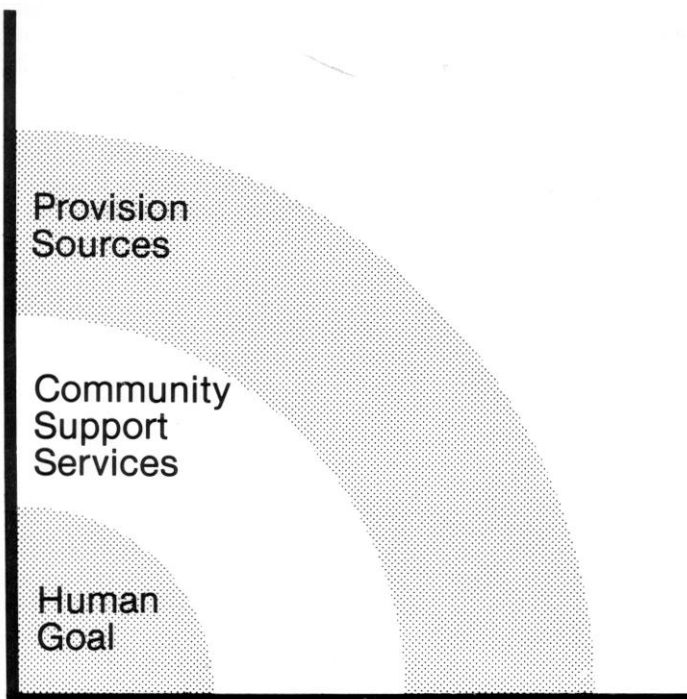 Provision
Sources
Community
Support
Services
Human
Goal